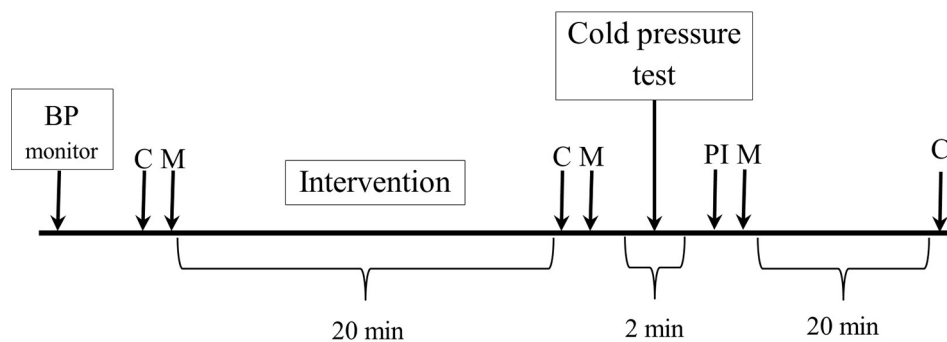 Cold pressure
test
BP
monitor
C M
Intervention
C M
PI M
C
20 min
2 min
20 min